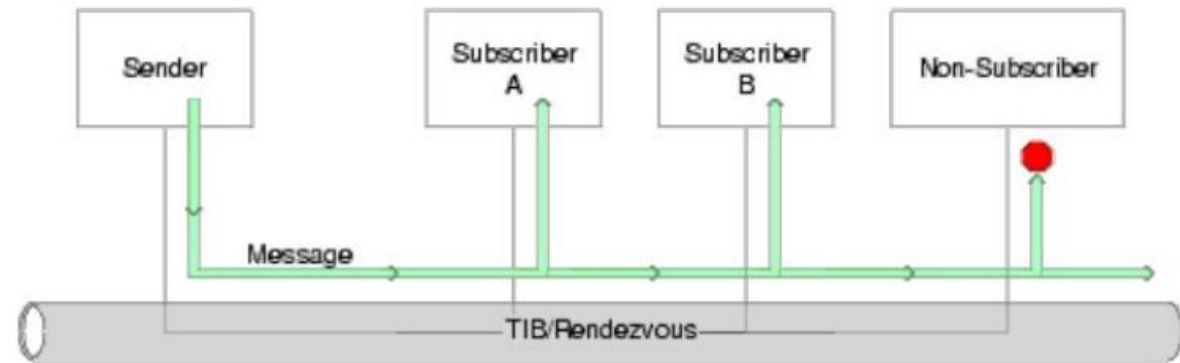 Sender
Subscriber
A
Subscriber
B
Non-Subscriber
Message
TIB/Rendezvous